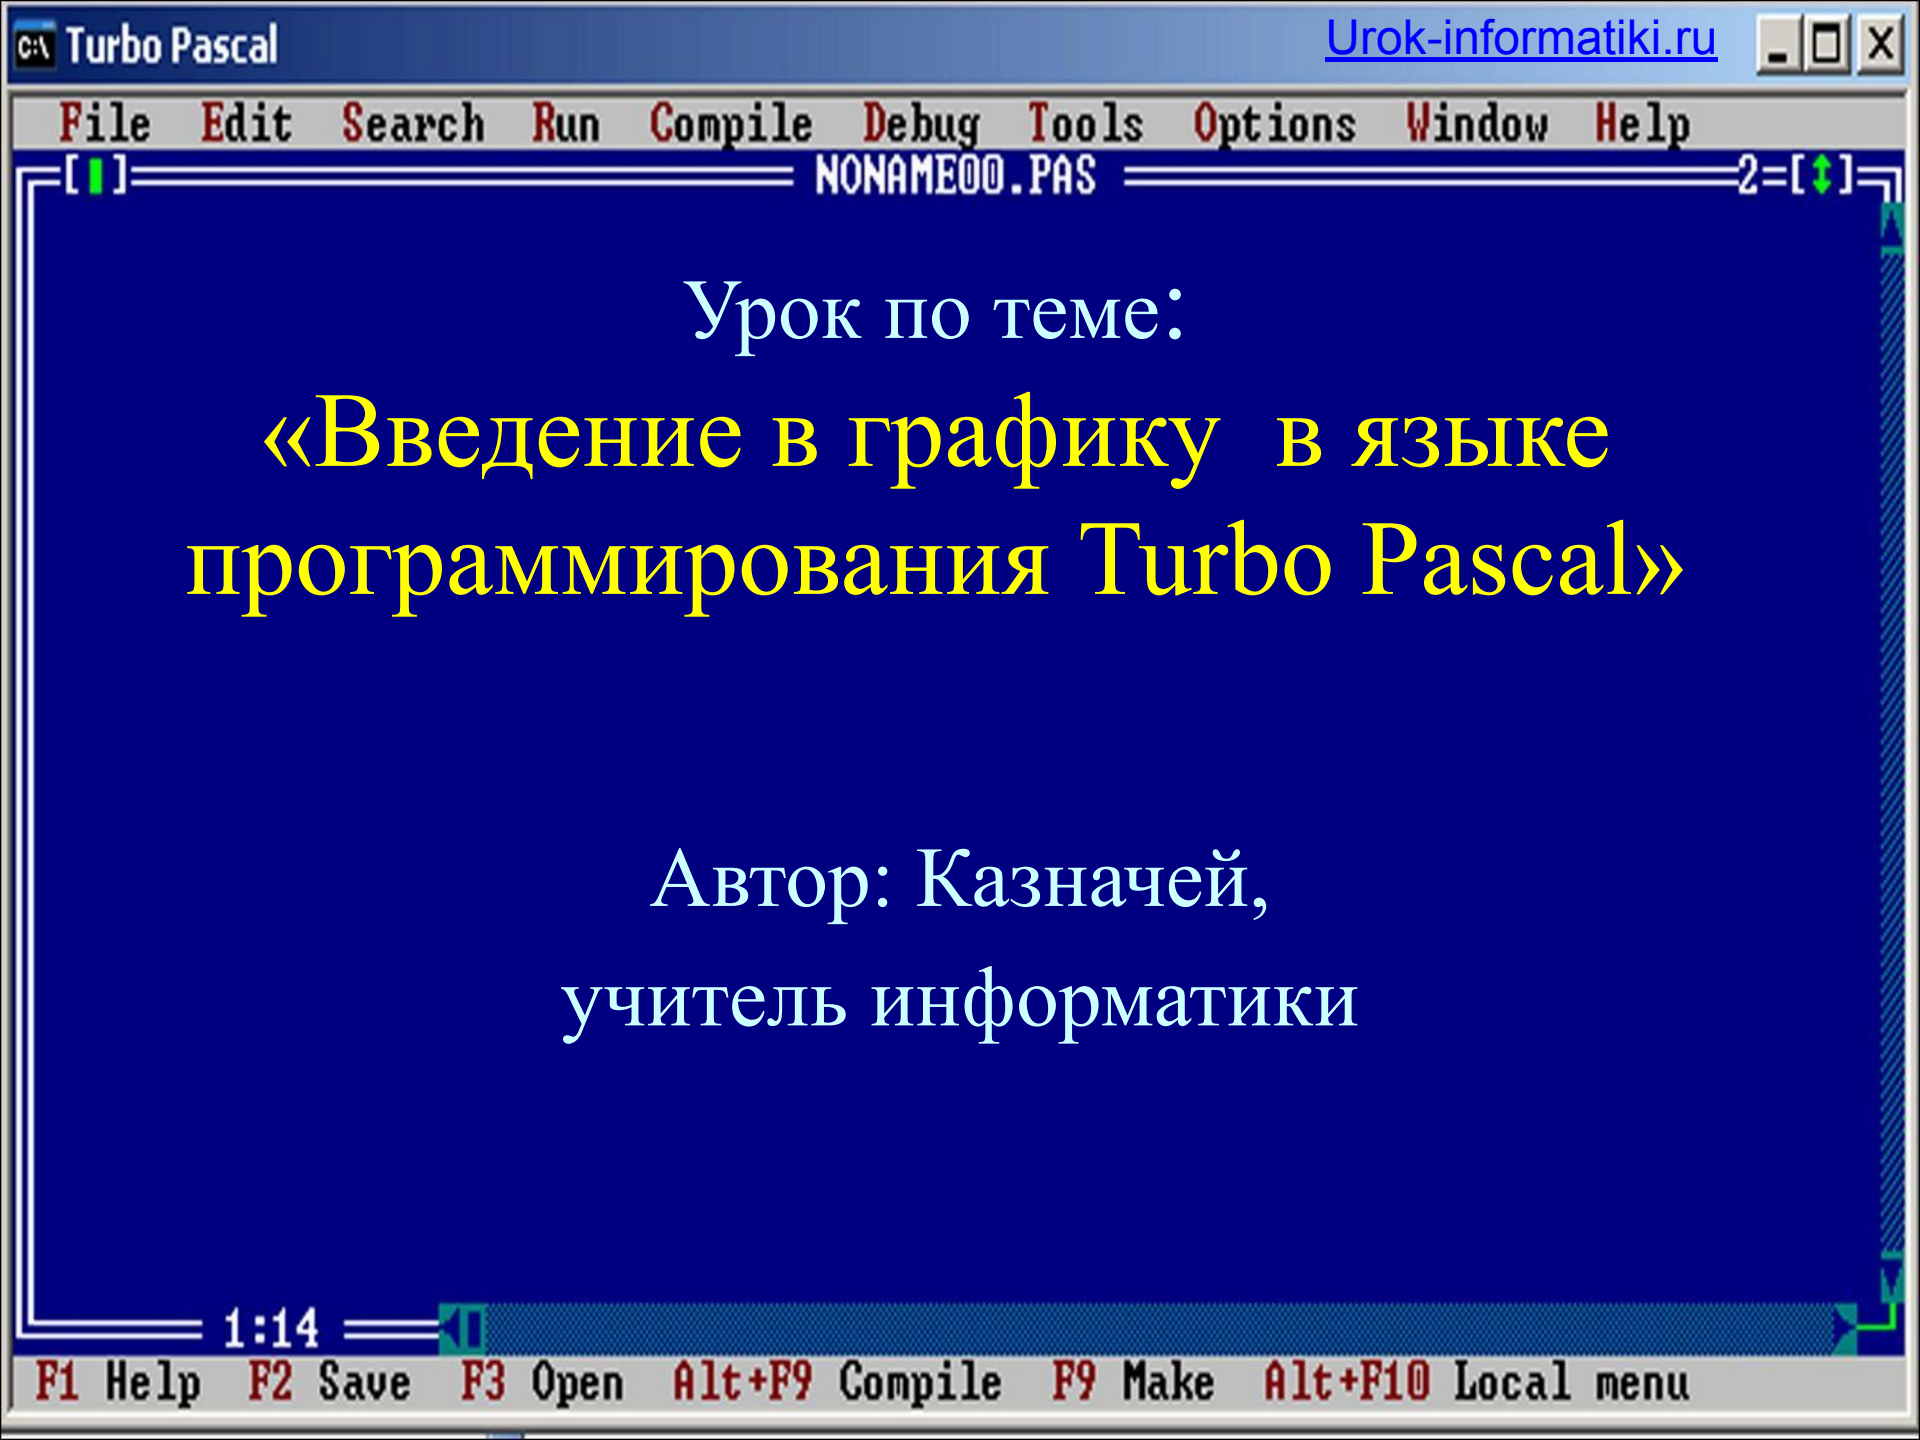 Turbo Pascal Urok-informatiki.ru
File Edit Search Run Compile Debug Tools Options Window Help
NONAME00.PAS 2=[↕]
Урок по теме:
«Введение в графику в языке
программирования Turbo Pascal»
Автор: Казначей,
учитель информатики
1:14
F1 Help F2 Save F3 Open Alt+F9 Compile F9 Make Alt+F10 Local menu